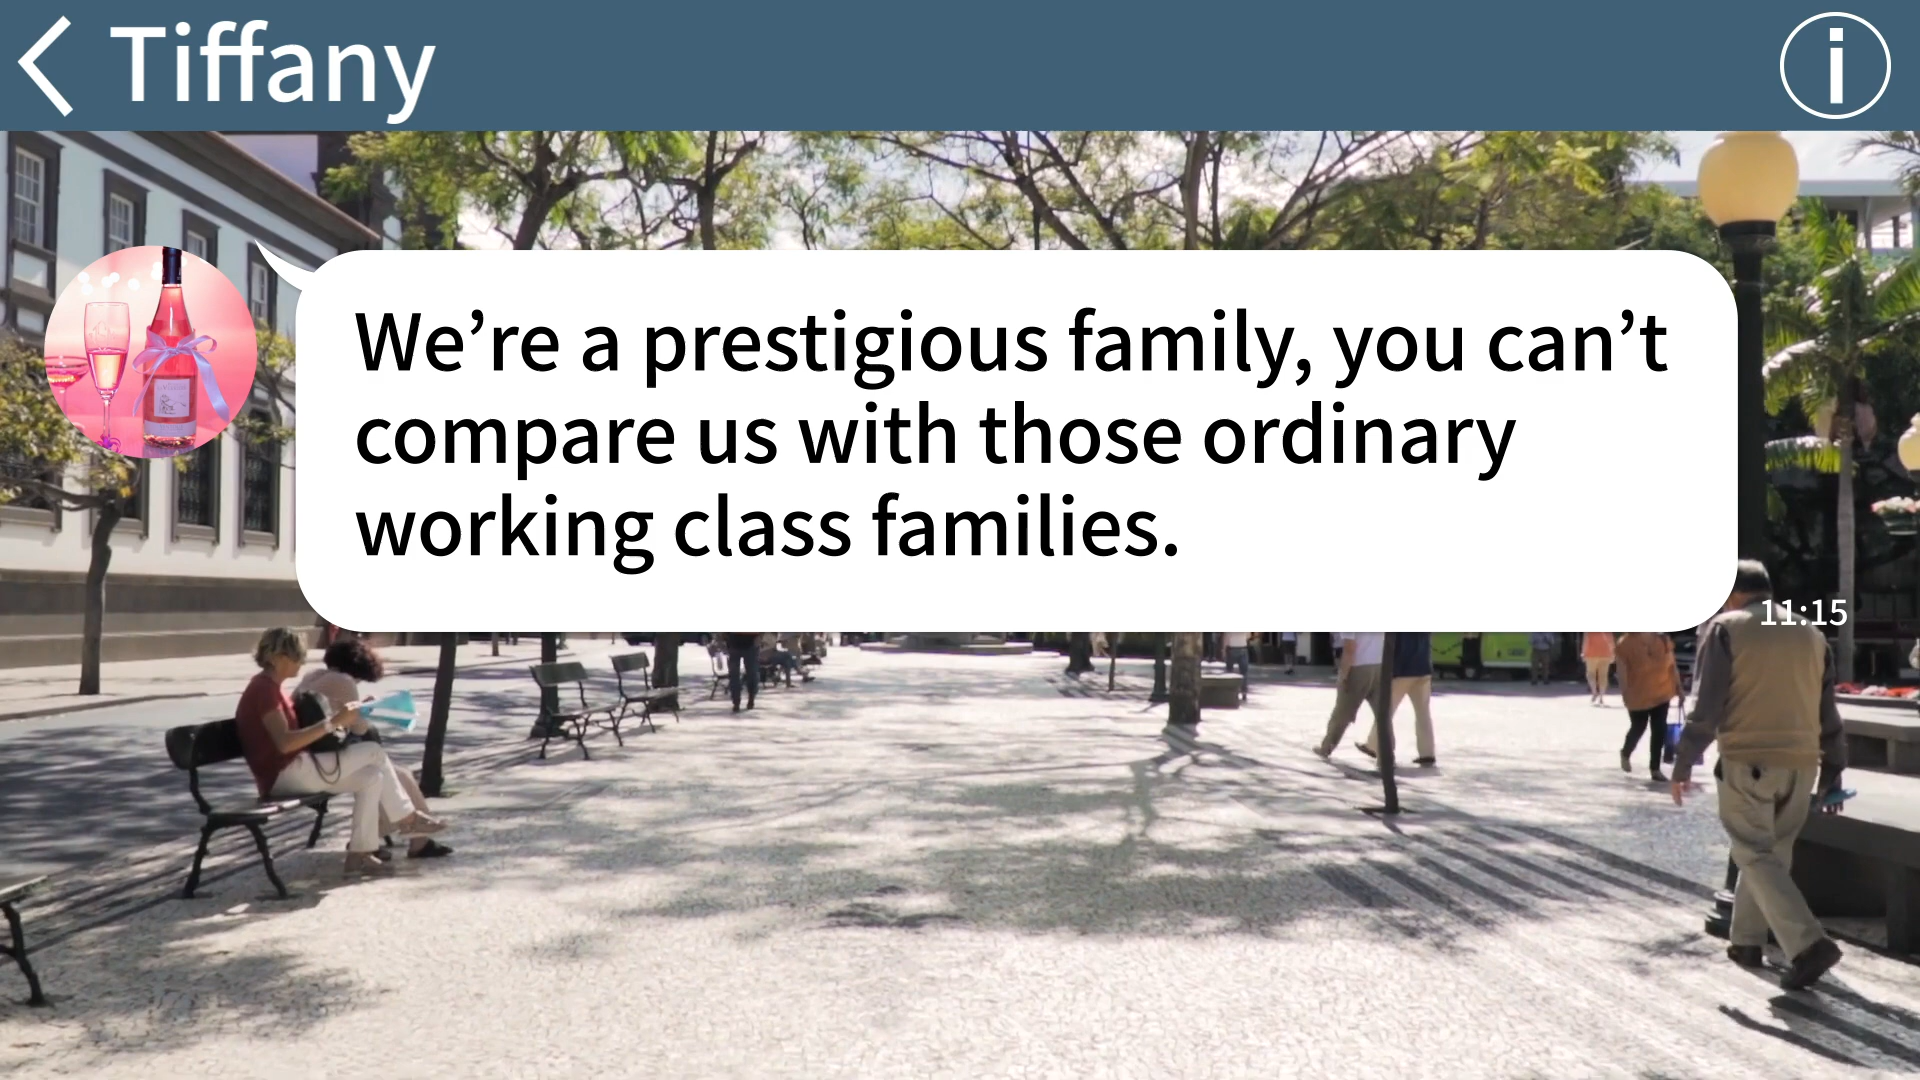 Tiffany
We’re a prestigious family, you can’t
compare us with those ordinary
working class families.
11:15